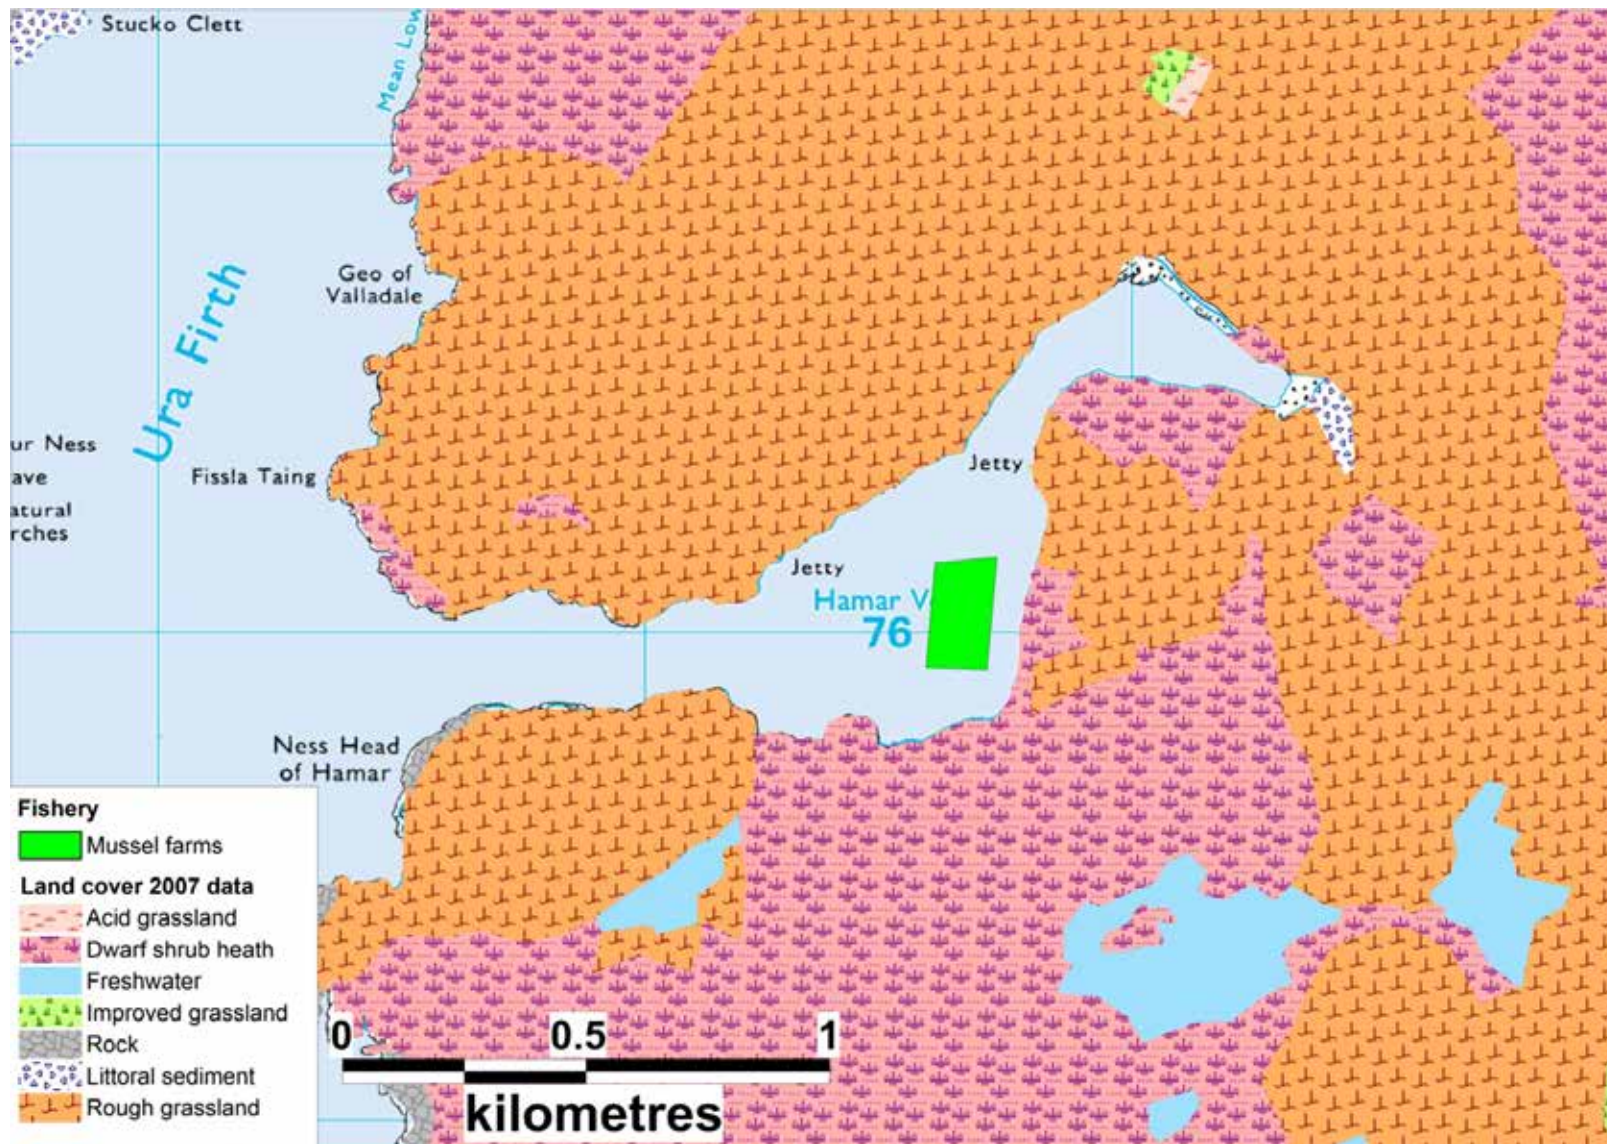 Stucko Clett
Mean Low
Geo of
Valladale
Ura Firth
ur Ness
ave
atural
rches
Fissla Taing
Jetty
Jetty
Hamar V
76
Ness Head
of Hamar
Fishery
Mussel farms
Land cover 2007 data
Acid grassland
Dwarf shrub heath
Freshwater
Improved grassland
Rock
Littoral sediment
Rough grassland
0 0.5 1
kilometres